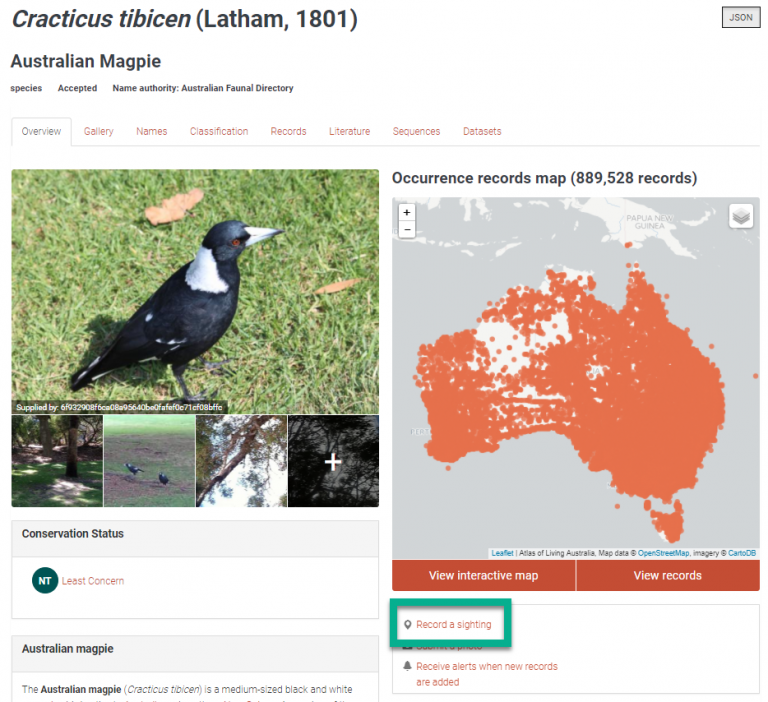 Cracticus tibicen (Latham, 1801)
JSON
Australian Magpie
species Accepted Name authority: Australian Faunal Directory
Overview Gallery Names Classification Records Literature Sequences Datasets
Occurrence records map (889,528 records)
+
−
PAPUA NEW
GUINEA
Supplied by: 6f932908f6ca08a95640be0fafef0c71cf08bffc
Leaflet | Atlas of Living Australia, Map data © OpenStreetMap, imagery © CartoDB
View interactive map
View records
Conservation Status
NT Least Concern
Record a sighting
Submit a photo
Receive alerts when new records
are added
Australian magpie
The Australian magpie (Cracticus tibicen) is a medium-sized black and white